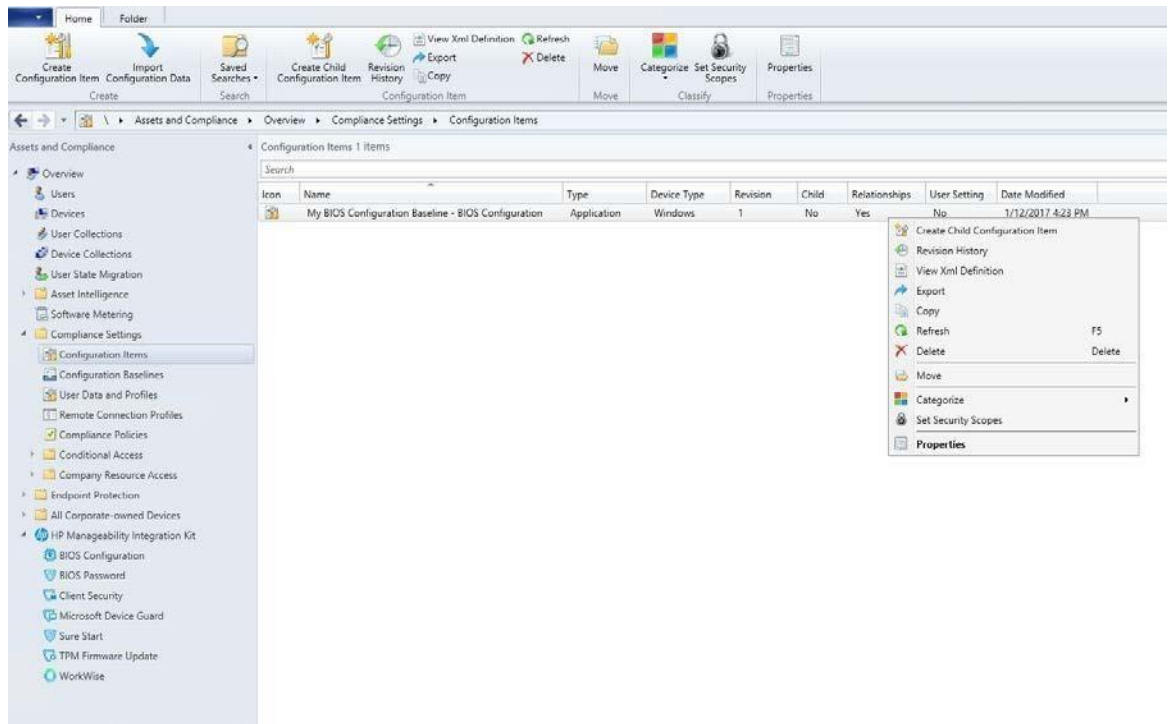 Home Folder
Create Configuration Item
Import Configuration Data
Create
Saved Searches
Search
Create Child Configuration Item
Revision History
View Xml Definition
Export
Copy
Refresh
Delete
Configuration Item
Move
Move
Categorize
Set Security Scopes
Classify
Properties
Properties
\ Assets and Compliance Overview Compliance Settings Configuration Items
Assets and Compliance
Overview
Users
Devices
User Collections
Device Collections
User State Migration
Asset Intelligence
Software Metering
Compliance Settings
Configuration Items
Configuration Baselines
User Data and Profiles
Remote Connection Profiles
Compliance Policies
Conditional Access
Company Resource Access
Endpoint Protection
All Corporate-owned Devices
HP Manageability Integration Kit
BIOS Configuration
BIOS Password
Client Security
Microsoft Device Guard
Sure Start
TPM Firmware Update
WorkWise
Configuration Items 1 items
Search
Icon Name Type Device Type Revision Child Relationships User Setting Date Modified
My BIOS Configuration Baseline - BIOS Configuration Application Windows 1 No Yes No 1/12/2017 4:23 PM
Create Child Configuration Item
Revision History
View Xml Definition
Export
Copy
Refresh F5
Delete Delete
Move
Categorize
Set Security Scopes
Properties